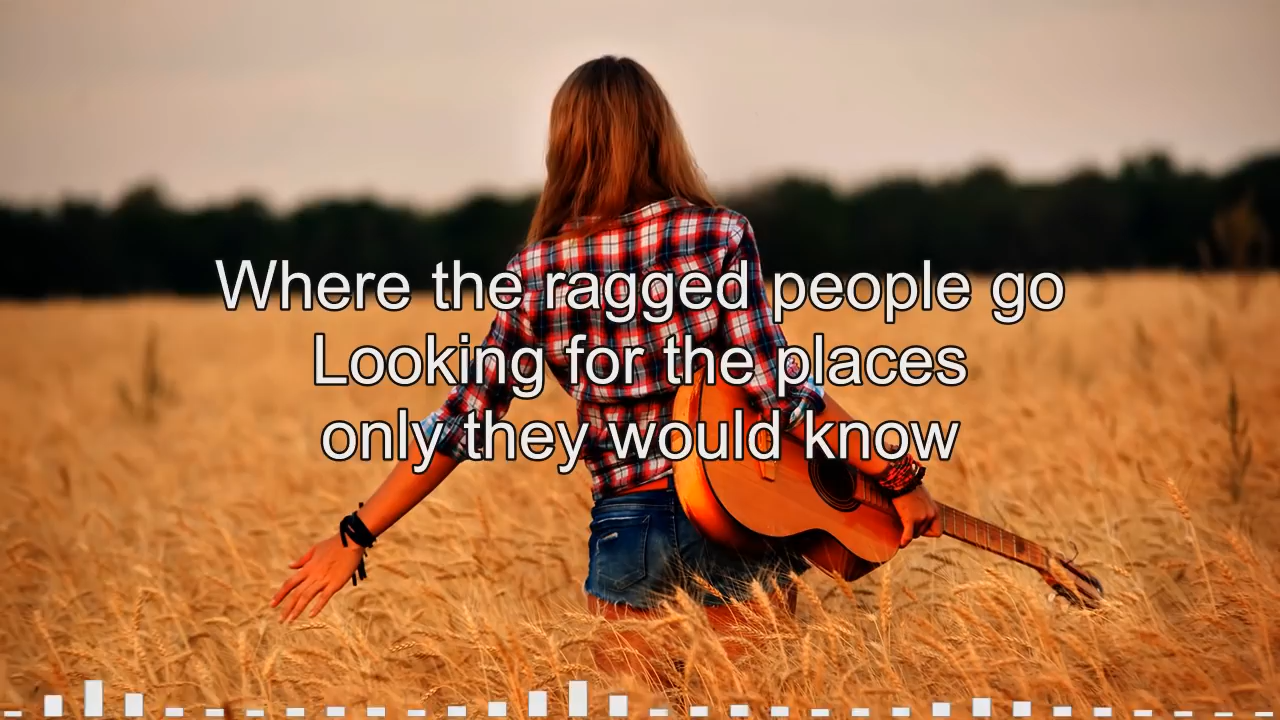 Where the ragged people go
Looking for the places
only they would know